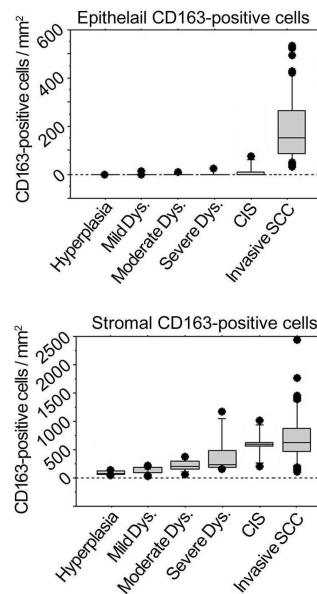 Epithelail CD163-positive cells
CD163-positive cells / mm²
600
400
200
0
Hyperplasia
Mild Dys.
Moderate Dys.
Severe Dys.
CIS
Invasive SCC
Stromal CD163-positive cells
CD163-positive cells / mm²
2500
2000
1500
1000
500
0
Hyperplasia
Mild Dys.
Moderate Dys.
Severe Dys.
CIS
Invasive SCC